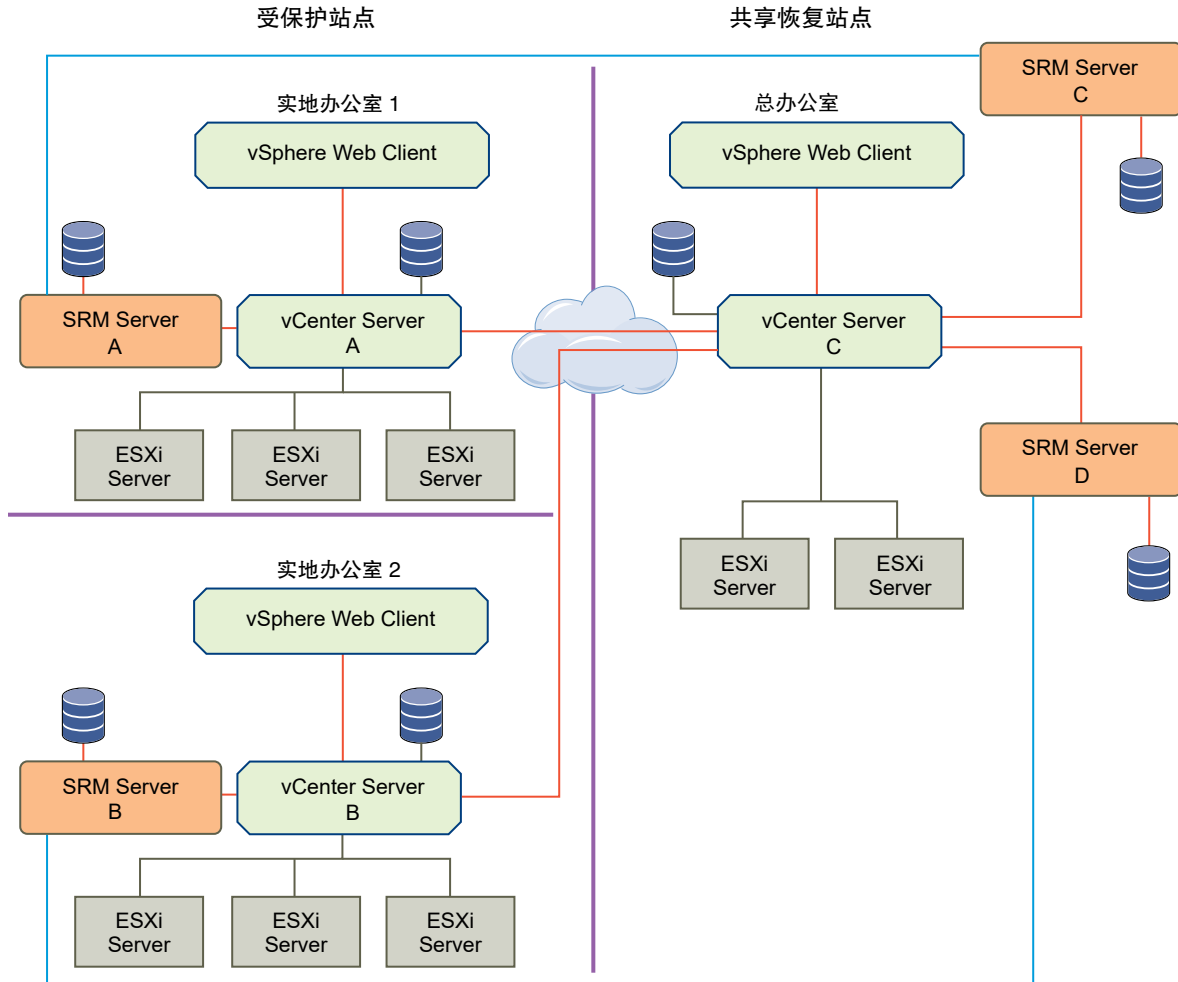 受保护站点
共享恢复站点
SRM Server
C
实地办公室 1
总办公室
vSphere Web Client
vSphere Web Client
SRM Server
A
vCenter Server
A
vCenter Server
C
ESXi
Server
ESXi
Server
ESXi
Server
SRM Server
D
ESXi
Server
ESXi
Server
实地办公室 2
vSphere Web Client
SRM Server
B
vCenter Server
B
ESXi
Server
ESXi
Server
ESXi
Server